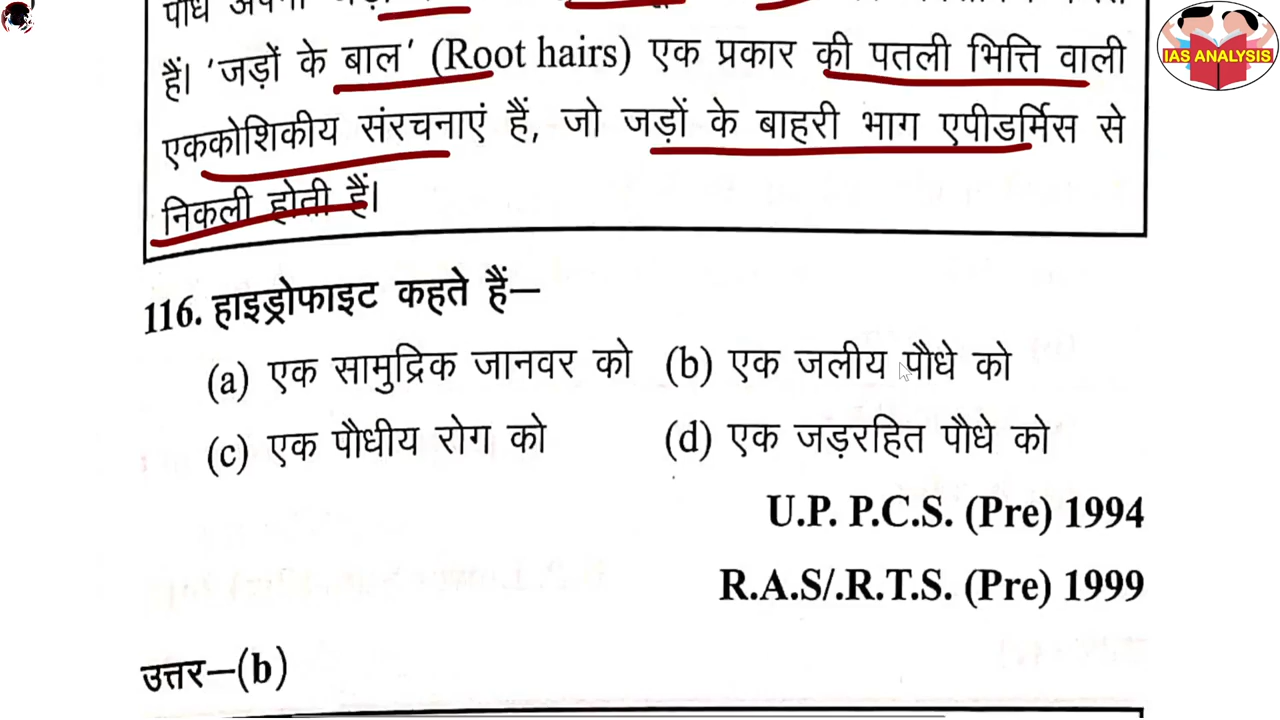 पौधे अपनी
हैं। 'जड़ों के बाल' (Root hairs) एक प्रकार की पतली भित्ति वाली
एककोशिकीय संरचनाएं हैं, जो जड़ों के बाहरी भाग एपीडर्मिस से
निकली होती हैं।
IAS ANALYSIS
116. हाइड्रोफाइट कहते हैं–
(a) एक सामुद्रिक जानवर को (b) एक जलीय पौधे को
(c) एक पौधीय रोग को (d) एक जड़रहित पौधे को
U.P. P.C.S. (Pre) 1994
R.A.S/.R.T.S. (Pre) 1999
उत्तर–(b)